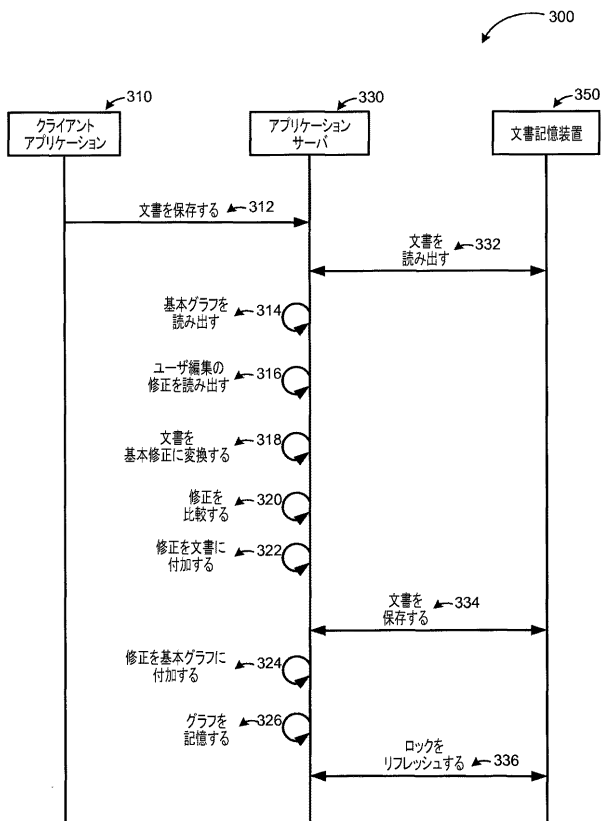 300
310
クライアント
アプリケーション
330
アプリケーション
サーバ
350
文書記憶装置
文書を保存する 312
文書を
読み出す
332
基本グラフを
読み出す
314
ユーザ編集の
修正を読み出す
316
文書を
基本修正に変換する
318
修正を
比較する
320
修正を文書に
付加する
322
文書を
保存する
334
修正を基本グラフに
付加する
324
グラフを
記憶する
326
ロックを
リフレッシュする
336